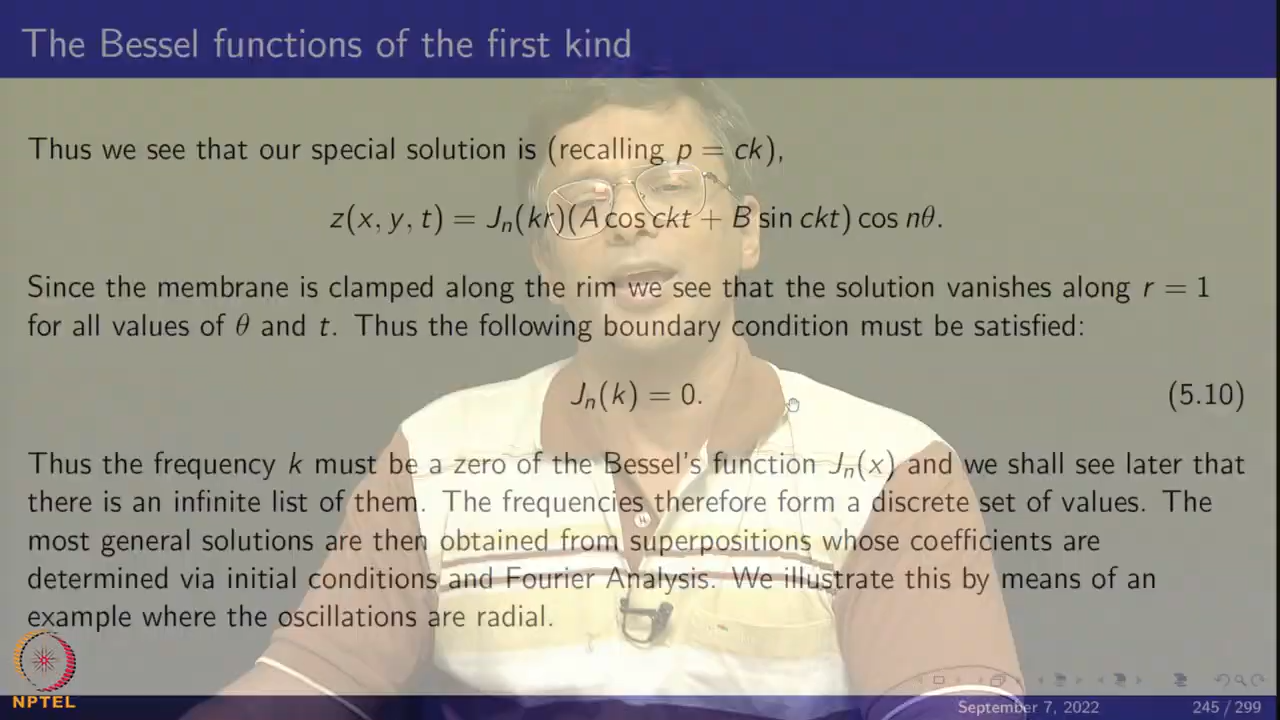 The Bessel functions of the first kind
Thus we see that our special solution is (recalling p = ck),
z(x, y, t) = Jₙ(kr)(A cos ckt + B sin ckt) cos nθ.
Since the membrane is clamped along the rim we see that the solution vanishes along r = 1
for all values of θ and t. Thus the following boundary condition must be satisfied:
Jₙ(k) = 0. (5.10)
Thus the frequency k must be a zero of the Bessel's function Jₙ(x) and we shall see later that
there is an infinite list of them. The frequencies therefore form a discrete set of values. The
most general solutions are then obtained from superpositions whose coefficients are
determined via initial conditions and Fourier Analysis. We illustrate this by means of an
example where the oscillations are radial.
NPTEL
September 7, 2022 245 / 299